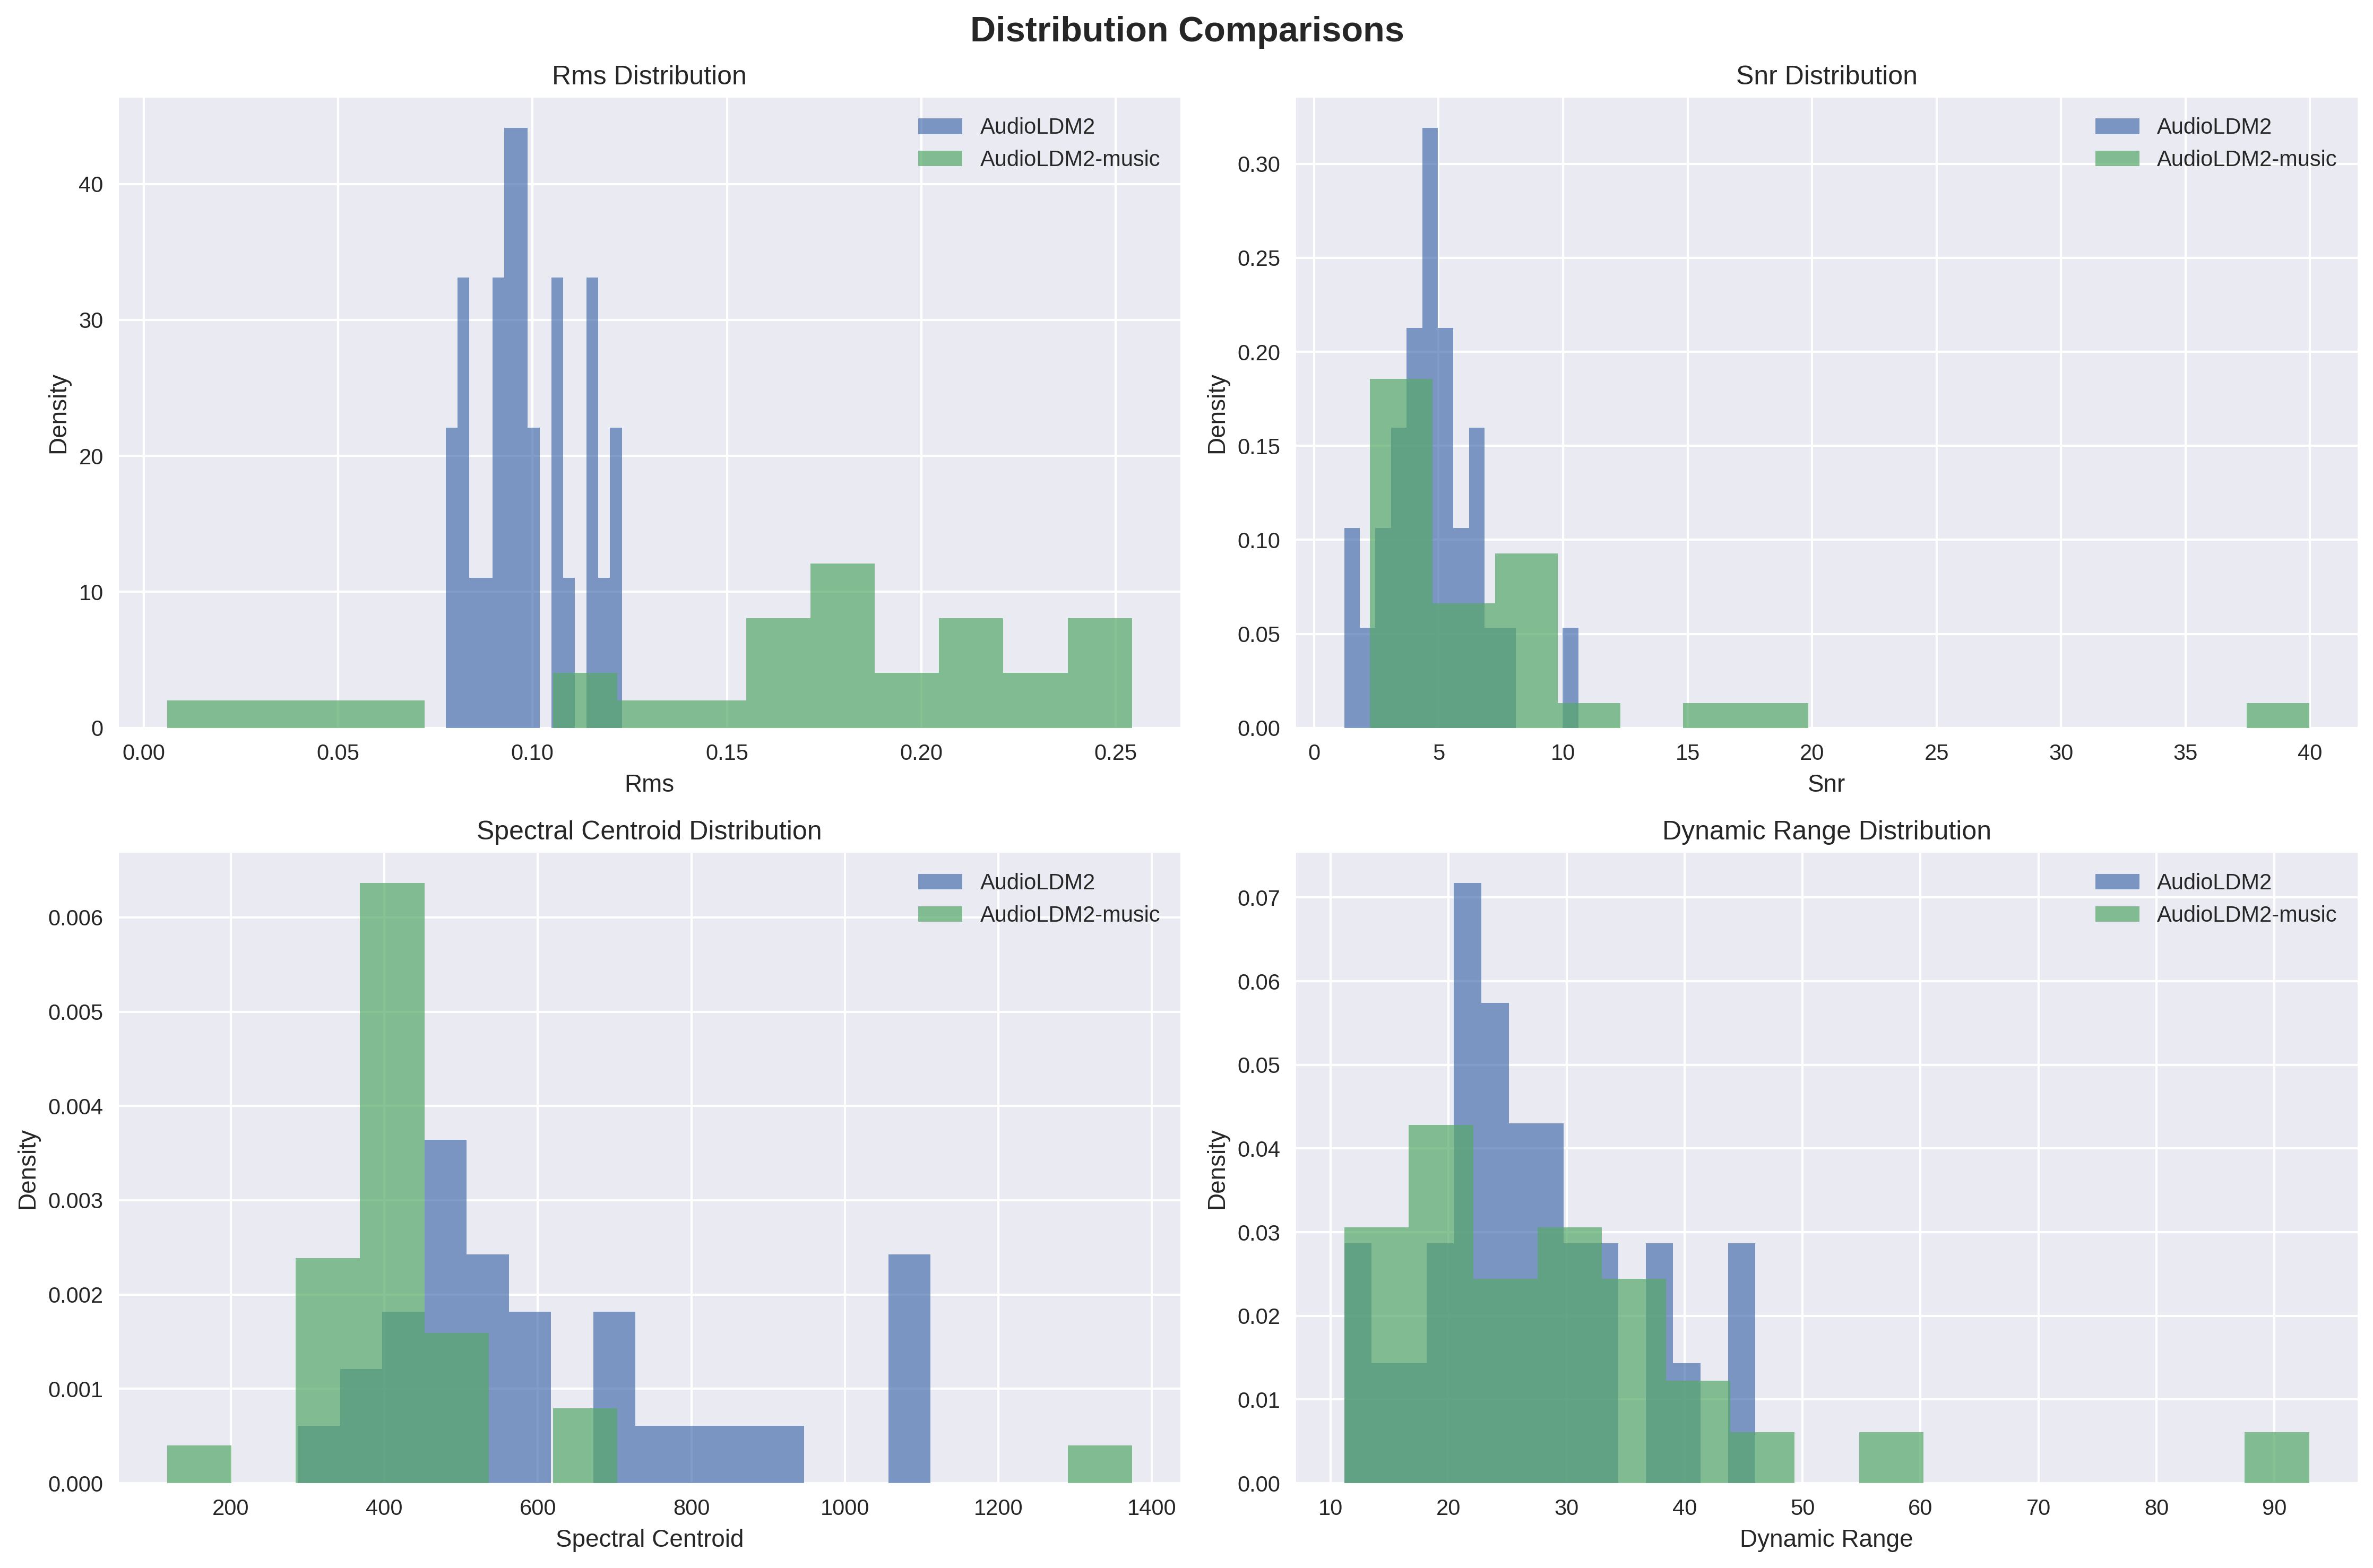 Distribution Comparisons
Rms Distribution
AudioLDM2
AudioLDM2-music
Density
40
30
20
10
0
0.00 0.05 0.10 0.15 0.20 0.25
Rms
Snr Distribution
AudioLDM2
AudioLDM2-music
Density
0.30
0.25
0.20
0.15
0.10
0.05
0.00
0 5 10 15 20 25 30 35 40
Snr
Spectral Centroid Distribution
AudioLDM2
AudioLDM2-music
Density
0.006
0.005
0.004
0.003
0.002
0.001
0.000
200 400 600 800 1000 1200 1400
Spectral Centroid
Dynamic Range Distribution
AudioLDM2
AudioLDM2-music
Density
0.07
0.06
0.05
0.04
0.03
0.02
0.01
0.00
10 20 30 40 50 60 70 80 90
Dynamic Range